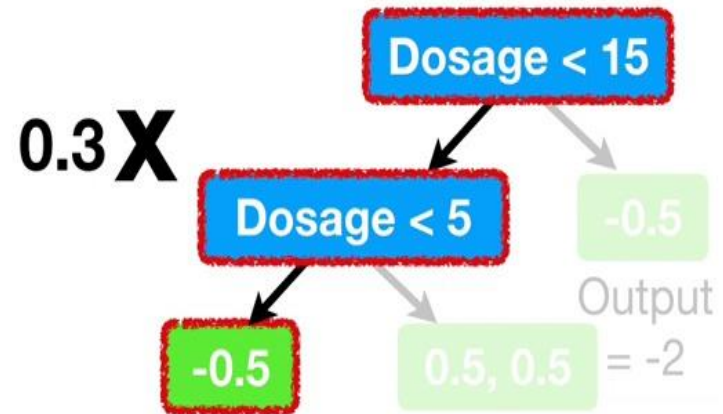 Dosage < 15
0.3 X
Dosage < 5
-0.5
Output
-0.5
0.5, 0.5
= -2